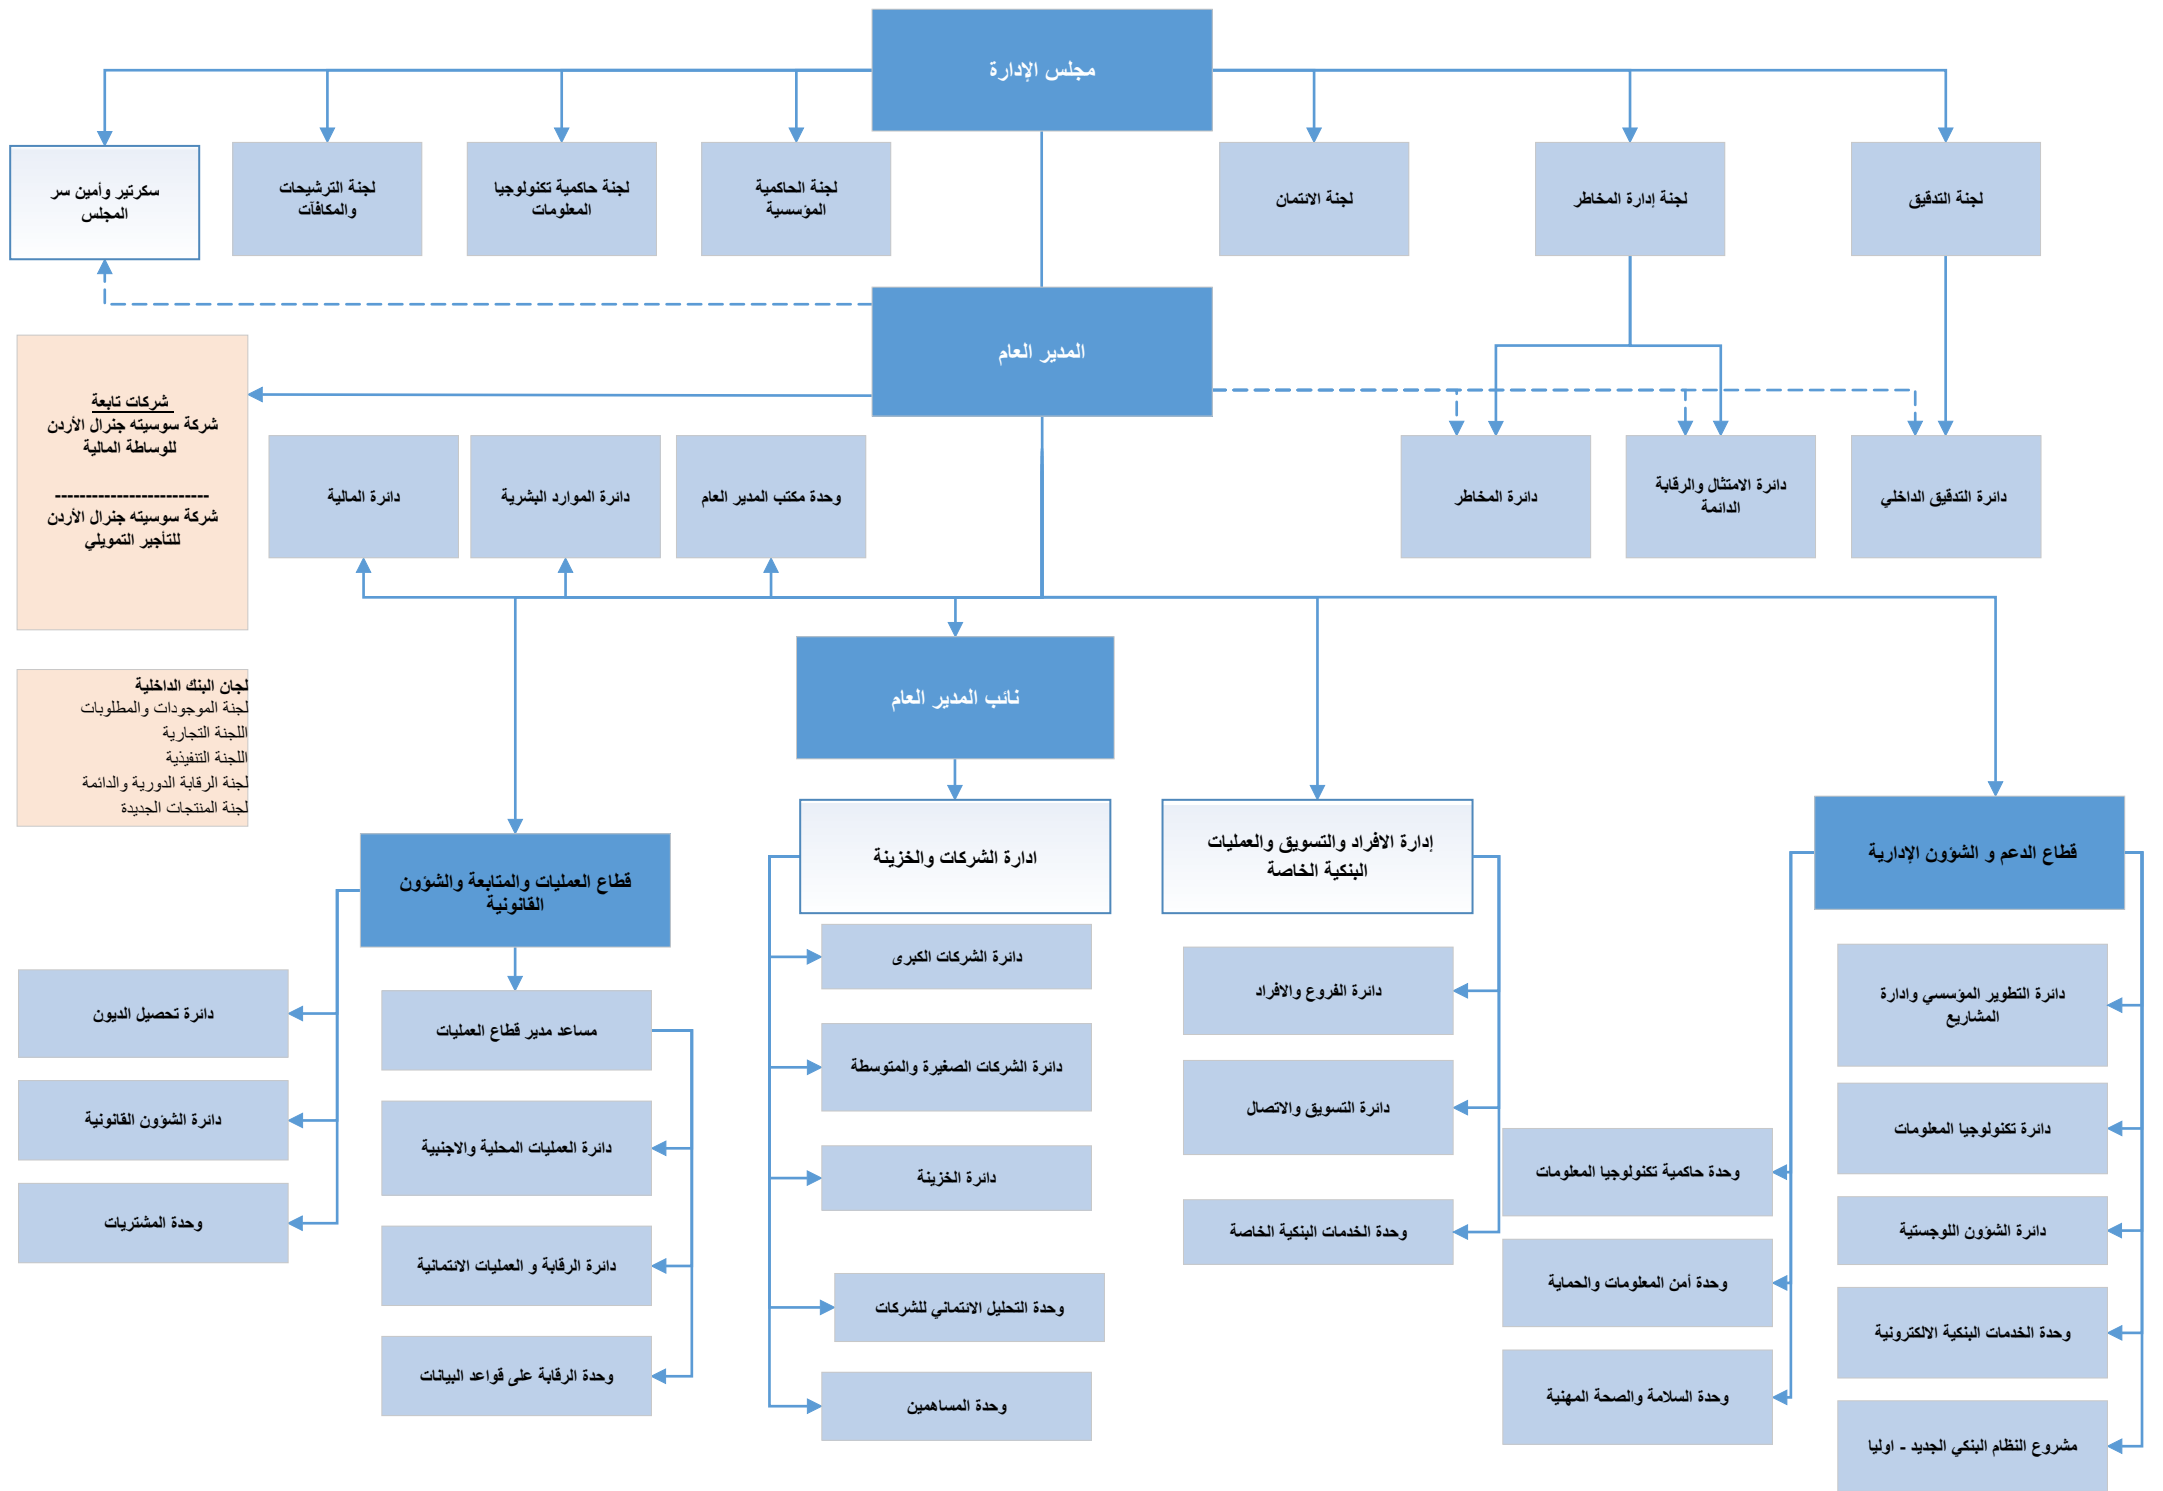 مجلس الإدارة
لجنة التدقيق
لجنة إدارة المخاطر
لجنة الائتمان
لجنة الحاكمية
المؤسسية
لجنة حاكمية تكنولوجيا
المعلومات
لجنة الترشيحات
والمكافآت
سكرتير وأمين سر
المجلس
المدير العام
دائرة التدقيق الداخلي
دائرة الامتثال والرقابة
الدائمة
دائرة المخاطر
وحدة مكتب المدير العام
دائرة الموارد البشرية
دائرة المالية
شركات تابعة
شركة سوسيته جنرال الأردن
للوساطة المالية
-------------------------
شركة سوسيته جنرال الأردن
للتأجير التمويلي
لجان البنك الداخلية
لجنة الموجودات والمطلوبات
اللجنة التجارية
اللجنة التنفيذية
لجنة الرقابة الدورية والدائمة
لجنة المنتجات الجديدة
نائب المدير العام
قطاع الدعم و الشؤون الإدارية
دائرة التطوير المؤسسي وادارة
المشاريع
دائرة تكنولوجيا المعلومات
دائرة الشؤون اللوجستية
وحدة الخدمات البنكية الالكترونية
مشروع النظام البنكي الجديد - اوليا
وحدة حاكمية تكنولوجيا المعلومات
وحدة أمن المعلومات والحماية
وحدة السلامة والصحة المهنية
إدارة الافراد والتسويق والعمليات
البنكية الخاصة
دائرة الفروع والافراد
دائرة التسويق والاتصال
وحدة الخدمات البنكية الخاصة
ادارة الشركات والخزينة
دائرة الشركات الكبرى
دائرة الشركات الصغيرة والمتوسطة
دائرة الخزينة
وحدة التحليل الائتماني للشركات
وحدة المساهمين
قطاع العمليات والمتابعة والشؤون
القانونية
مساعد مدير قطاع العمليات
دائرة العمليات المحلية والاجنبية
دائرة الرقابة و العمليات الائتمانية
وحدة الرقابة على قواعد البيانات
دائرة تحصيل الديون
دائرة الشؤون القانونية
وحدة المشتريات